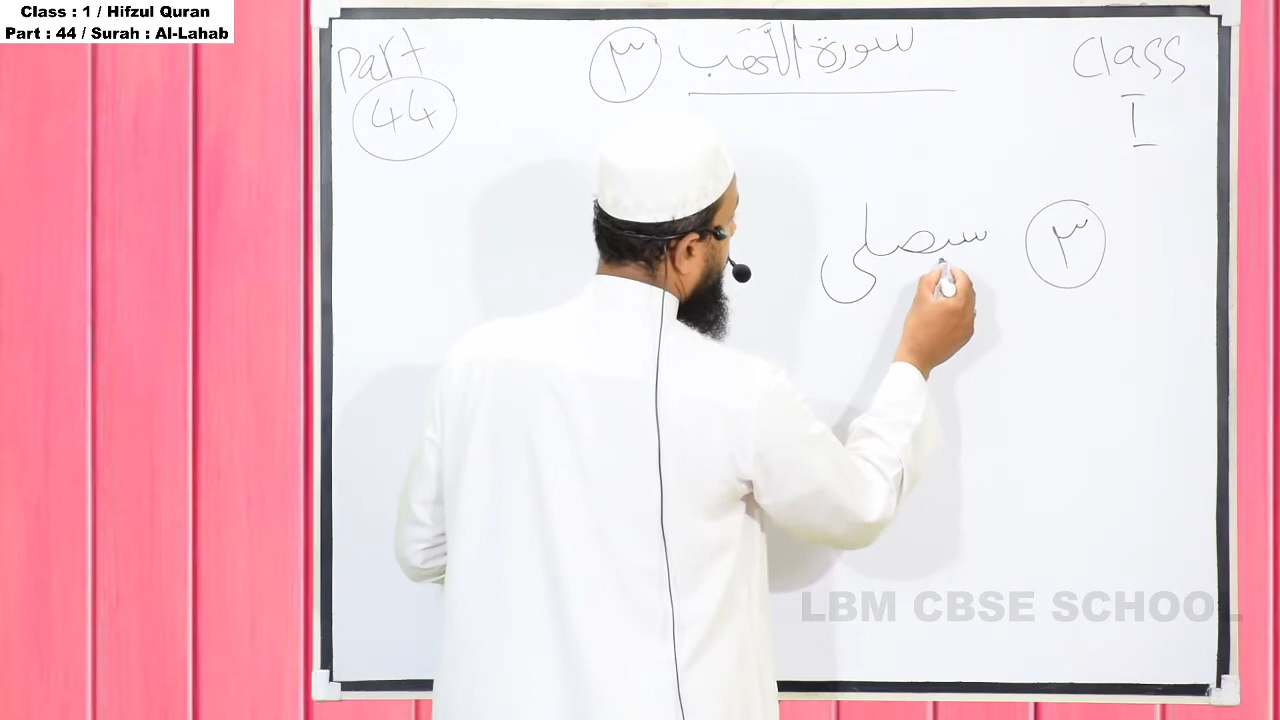 Class : 1 / Hifzul Quran
Part : 44 / Surah : Al-Lahab
Part
44
سورة اللّهَب ٣
Class
I
٣ سيصلى
LBM CBSE SCHOOL